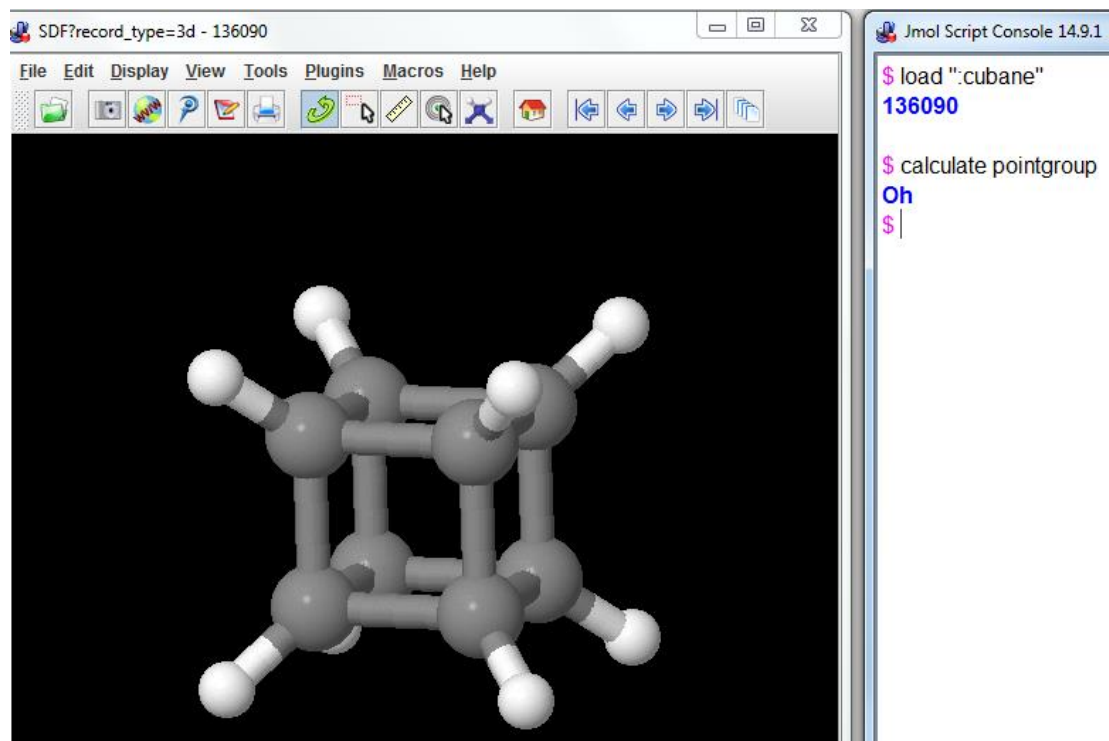 SDF?record_type=3d - 136090
File Edit Display View Tools Plugins Macros Help
Jmol Script Console 14.9.1
$ load ":cubane"
136090
$ calculate pointgroup
Oh
$